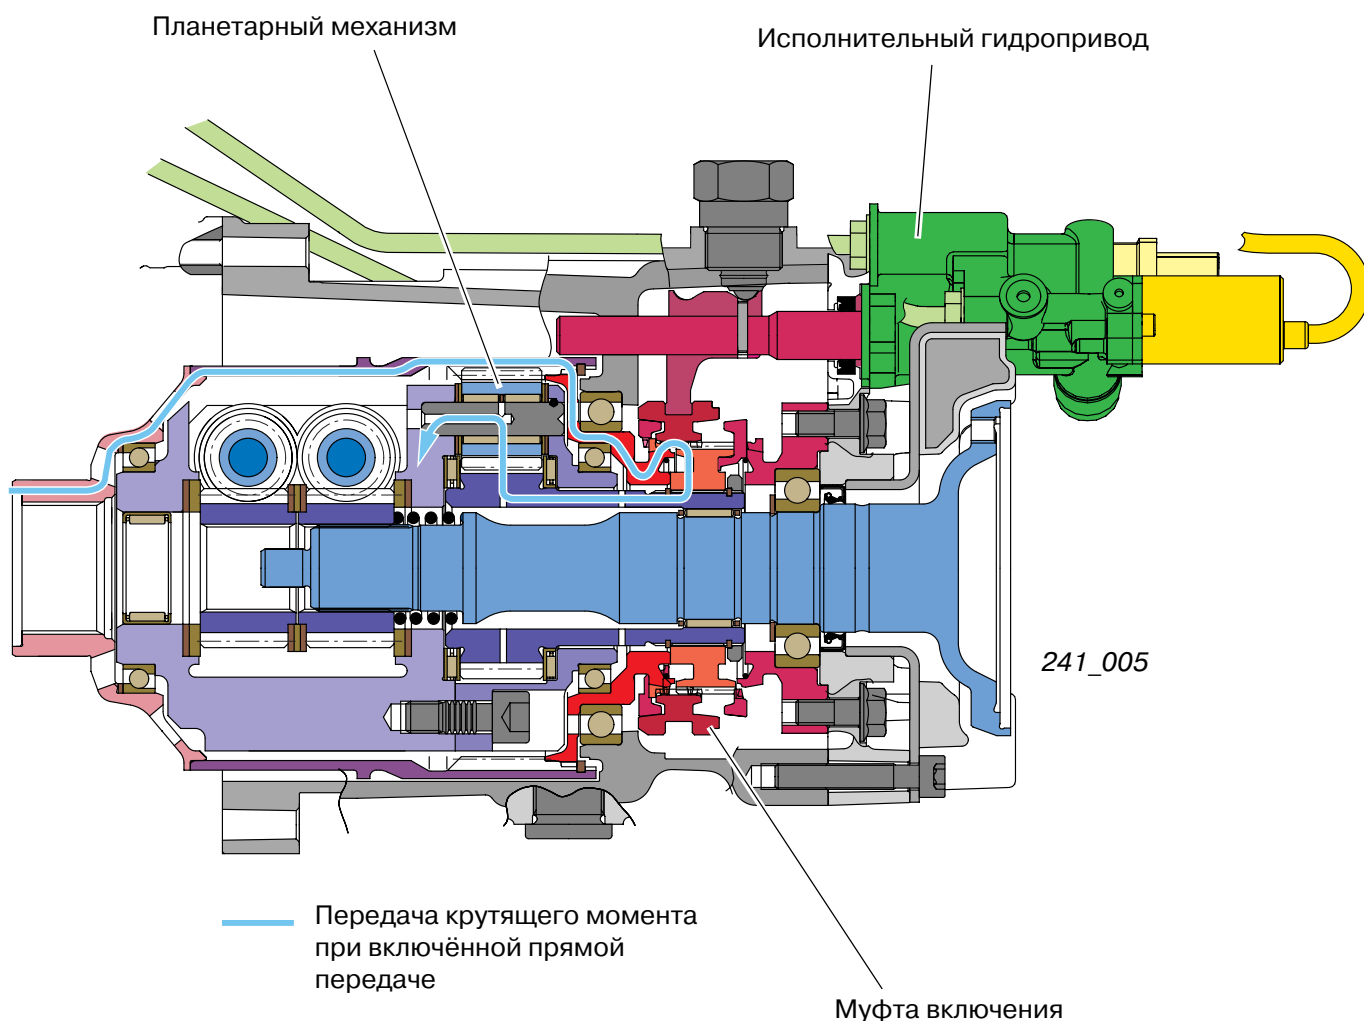 Планетарный механизм
Исполнительный гидропривод
241_005
Передача крутящего момента
при включённой прямой
передаче
Муфта включения